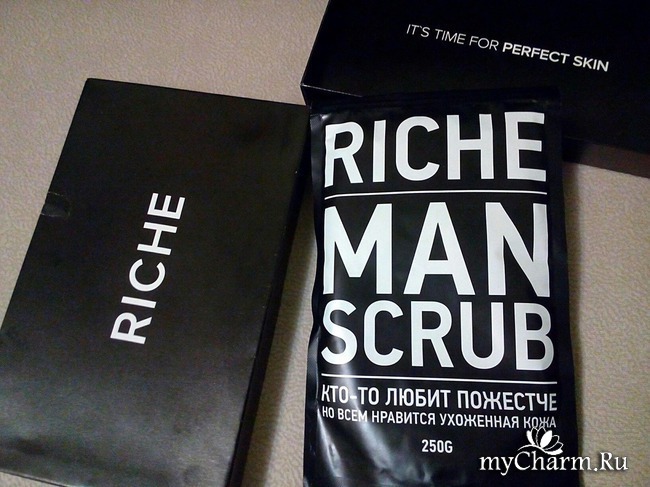 IT'S TIME FOR PERFECT SKIN
RICHE
RICHE
MAN
SCRUB
КТО-ТО ЛЮБИТ ПОЖЕСТЧЕ
НО ВСЕМ НРАВИТСЯ УХОЖЕННАЯ КОЖА
250G
myCharm.Ru